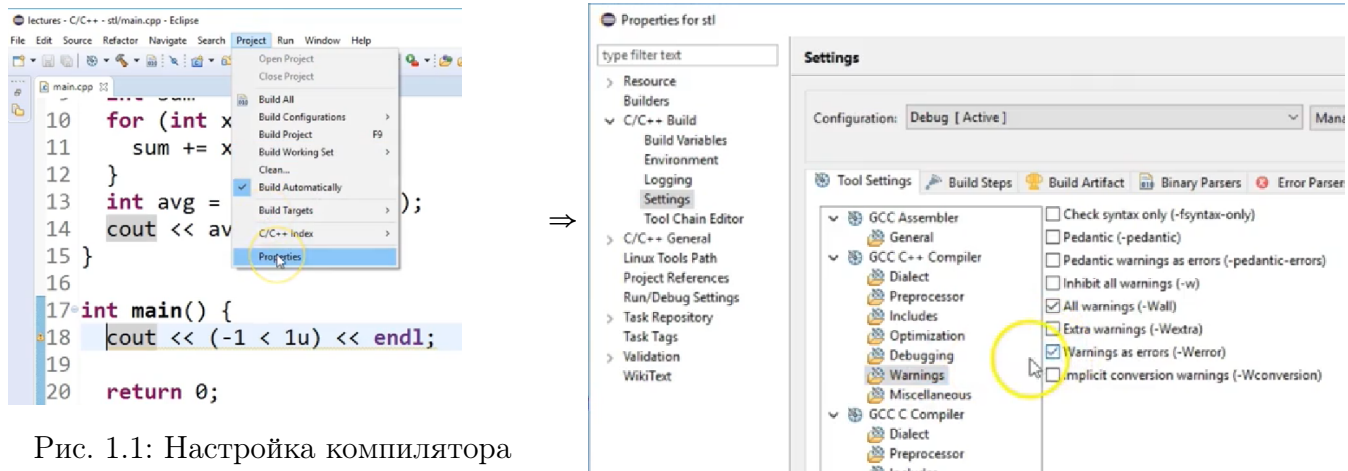 lectures - C/C++ - stl/main.cpp - Eclipse
File Edit Source Refactor Navigate Search Project Run Window Help
main.cpp
10 for (int x
11 sum += x
12 }
13 int avg = );
14 cout << av
15 }
16
17 int main() {
18 cout << (-1 < 1u) << endl;
19
20 return 0;
Open Project
Close Project
Build All
Build Configurations
Build Project F9
Build Working Set
Clean...
Build Automatically
Build Targets
C/C++ Index
Properties
Рис. 1.1: Настройка компилятора
⇒
Properties for stl
type filter text
Resource
Builders
C/C++ Build
Build Variables
Environment
Logging
Settings
Tool Chain Editor
C/C++ General
Linux Tools Path
Project References
Run/Debug Settings
Task Repository
Task Tags
Validation
WikiText
Settings
Configuration: Debug [ Active ] Mana
Tool Settings Build Steps Build Artifact Binary Parsers Error Parsers
GCC Assembler
General
GCC C++ Compiler
Dialect
Preprocessor
Includes
Optimization
Debugging
Warnings
Miscellaneous
GCC C Compiler
Dialect
Preprocessor
Check syntax only (-fsyntax-only)
Pedantic (-pedantic)
Pedantic warnings as errors (-pedantic-errors)
Inhibit all warnings (-w)
All warnings (-Wall)
Extra warnings (-Wextra)
Warnings as errors (-Werror)
Implicit conversion warnings (-Wconversion)